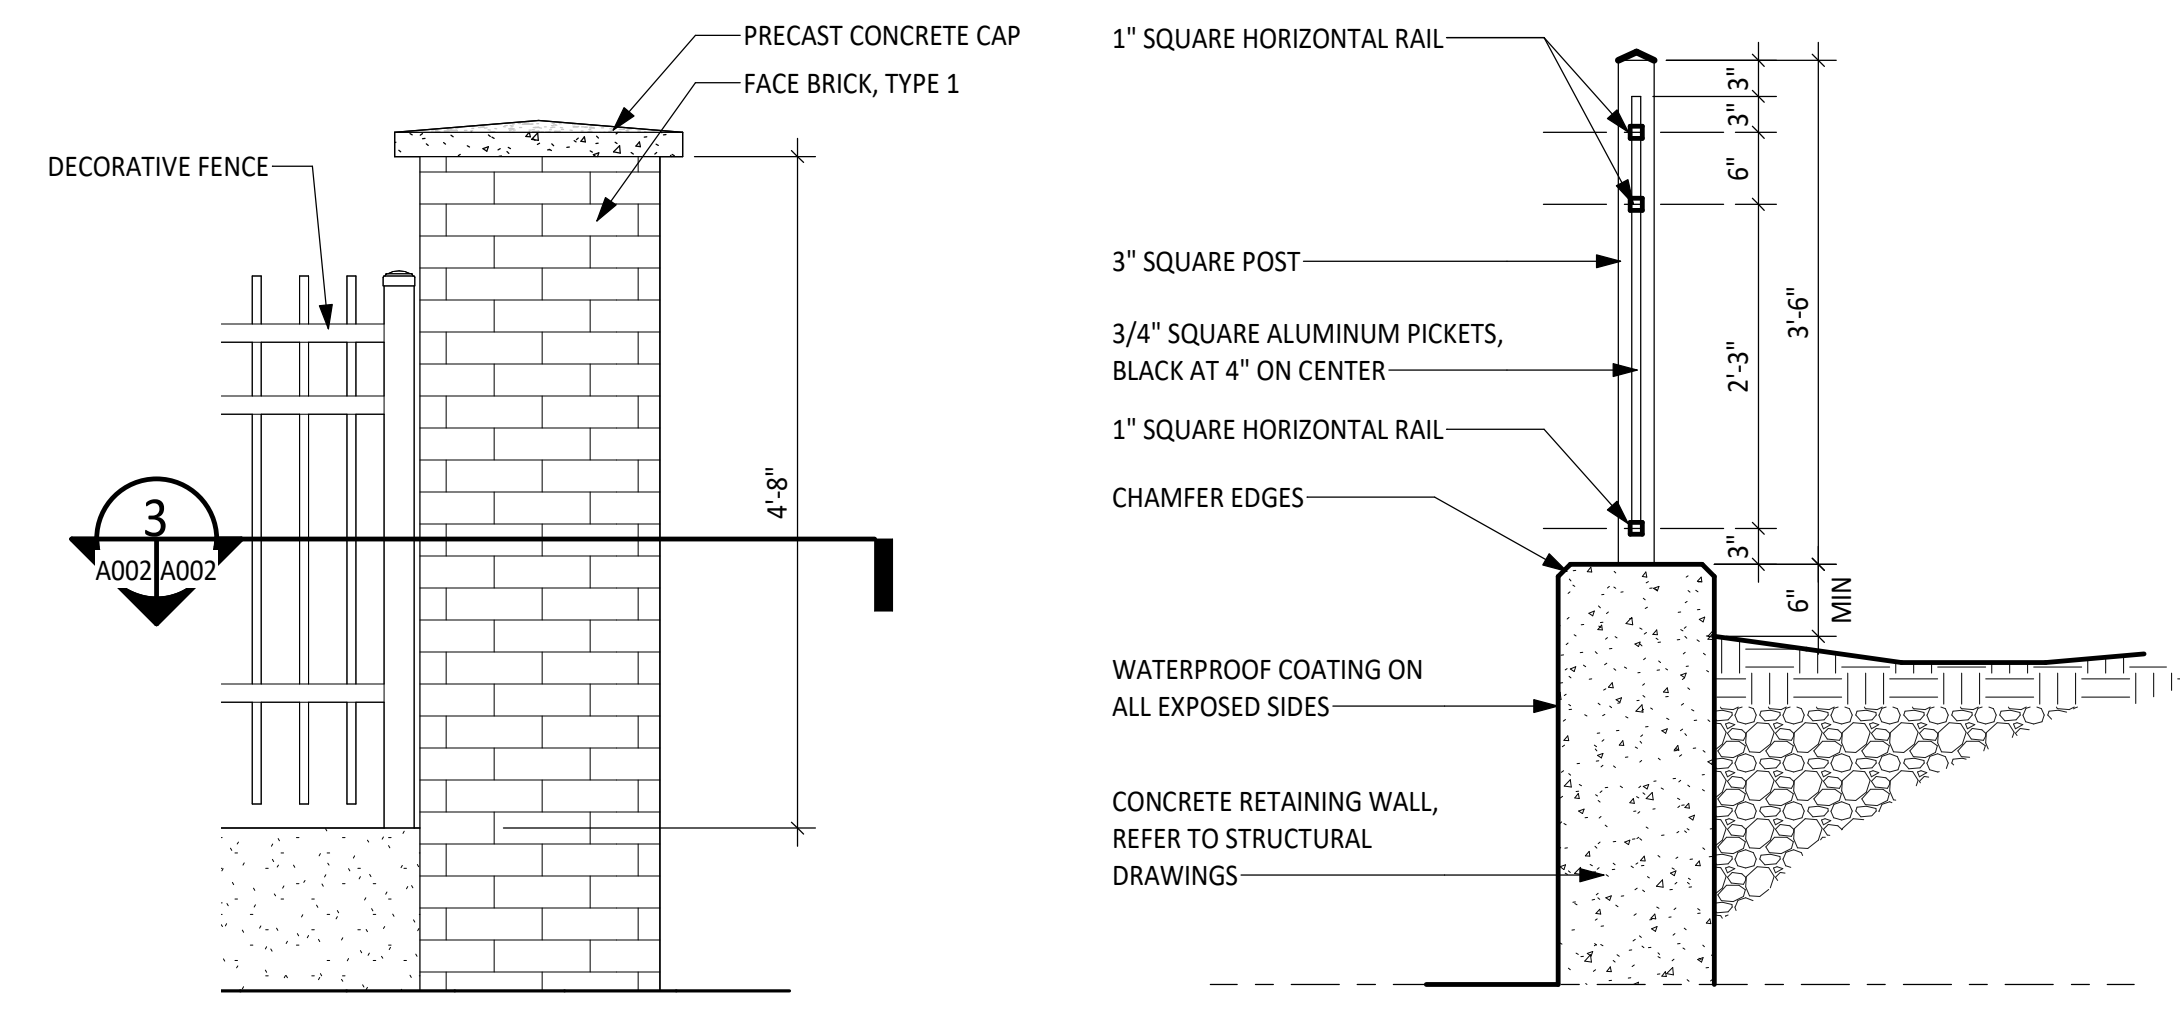 PRECAST CONCRETE CAP
FACE BRICK, TYPE 1
DECORATIVE FENCE
4'-8"
3
A002 A002
1" SQUARE HORIZONTAL RAIL
3"
3"
6"
3" SQUARE POST
3'-6"
3/4" SQUARE ALUMINUM PICKETS,
BLACK AT 4" ON CENTER
2'-3"
1" SQUARE HORIZONTAL RAIL
CHAMFER EDGES
3"
6"
MIN
WATERPROOF COATING ON
ALL EXPOSED SIDES
CONCRETE RETAINING WALL,
REFER TO STRUCTURAL
DRAWINGS